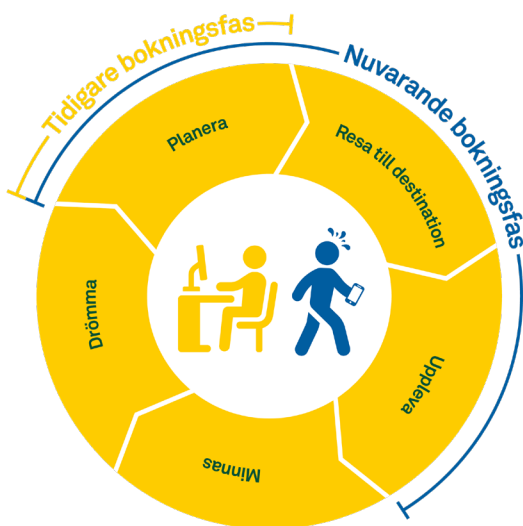 Tidigare bokningsfas
Nuvarande bokningsfas
Planera
Resa till destination
Uppleva
Minnas
Drömma